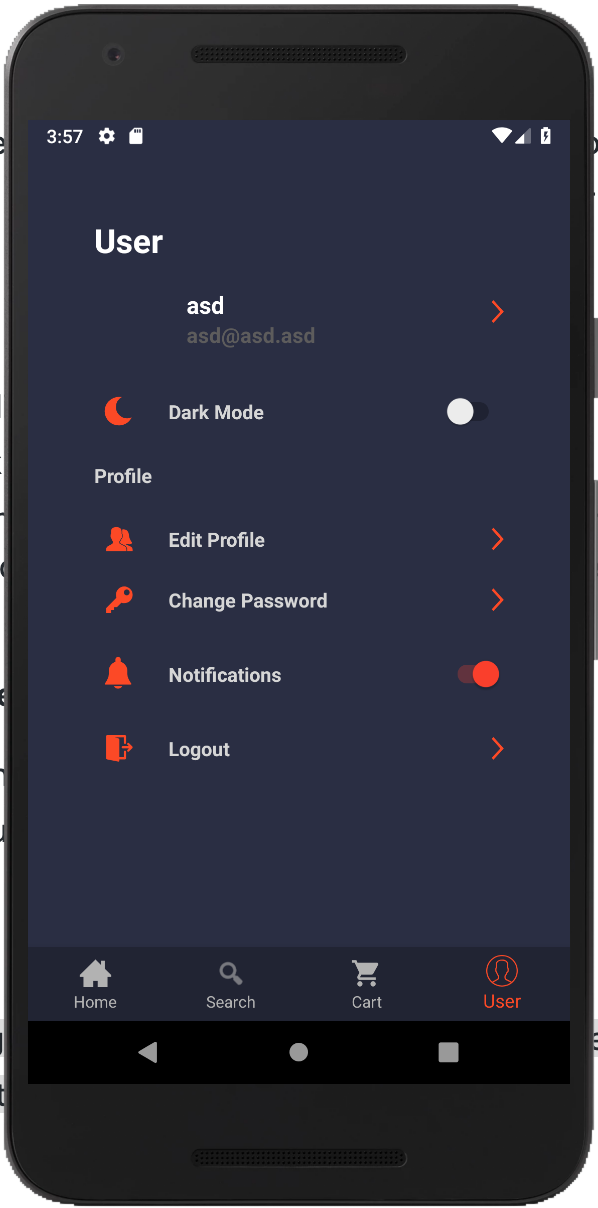 3:57
User
asd
asd@asd.asd
Dark Mode
Profile
Edit Profile
Change Password
Notifications
Logout
Home
Search
Cart
User